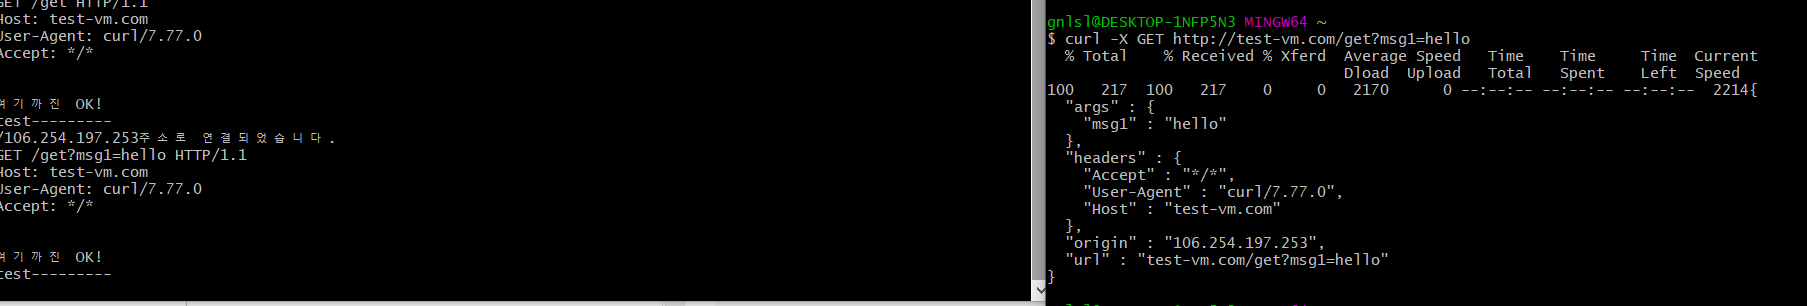 GET /get HTTP/1.1
Host: test-vm.com
User-Agent: curl/7.77.0
Accept: */*
여기까진 OK!
test---------
/106.254.197.253주소로 연결되었습니다.
GET /get?msg1=hello HTTP/1.1
Host: test-vm.com
User-Agent: curl/7.77.0
Accept: */*
여기까진 OK!
test---------
gnlsl@DESKTOP-1NFP5N3 MINGW64 ~
$ curl -X GET http://test-vm.com/get?msg1=hello
% Total % Received % Xferd Average Speed Time Time Time Current
Dload Upload Total Spent Left Speed
100 217 100 217 0 0 2170 0 --:--:-- --:--:-- --:--:-- 2214{
"args" : {
"msg1" : "hello"
},
"headers" : {
"Accept" : "*/*",
"User-Agent" : "curl/7.77.0",
"Host" : "test-vm.com"
},
"origin" : "106.254.197.253",
"url" : "test-vm.com/get?msg1=hello"
}